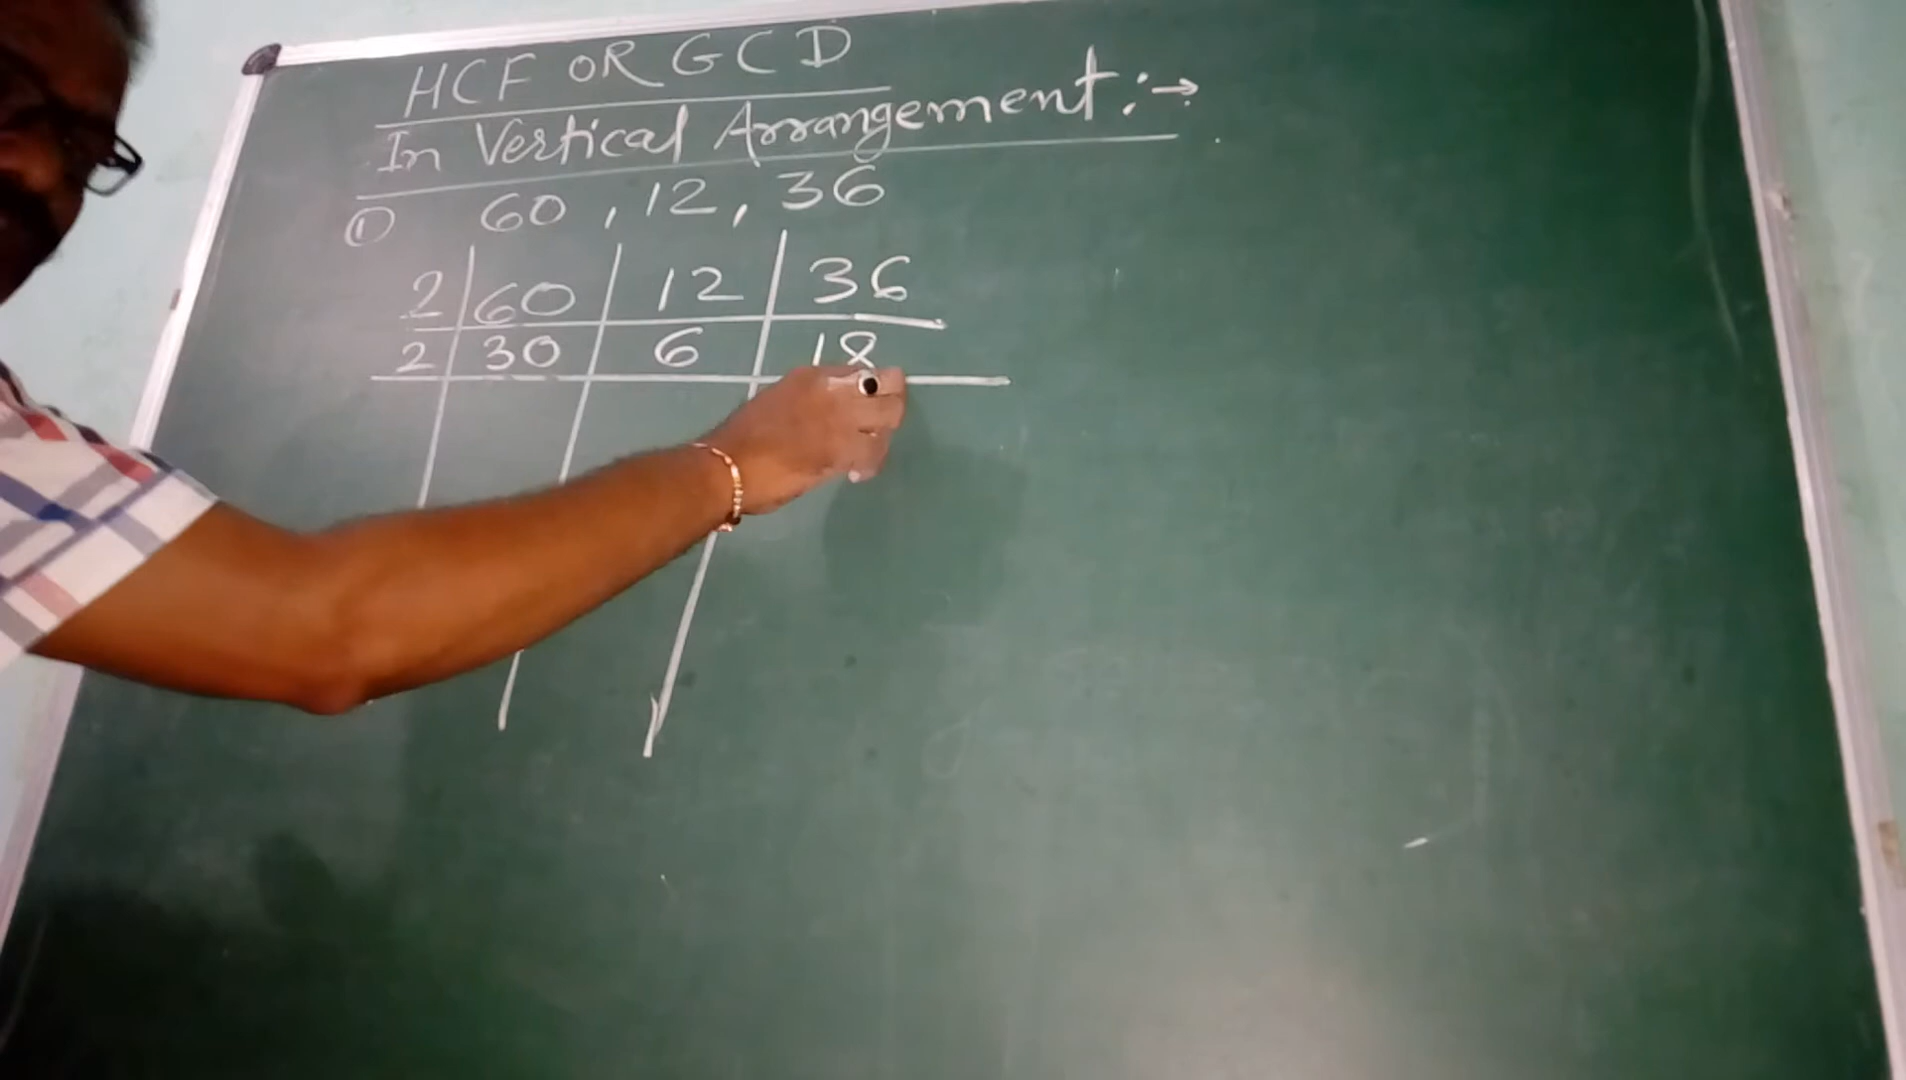 HCF OR GCD
In Vertical Arrangement :→
① 60 , 12 , 36
2 60 12 36
2 30 6 18